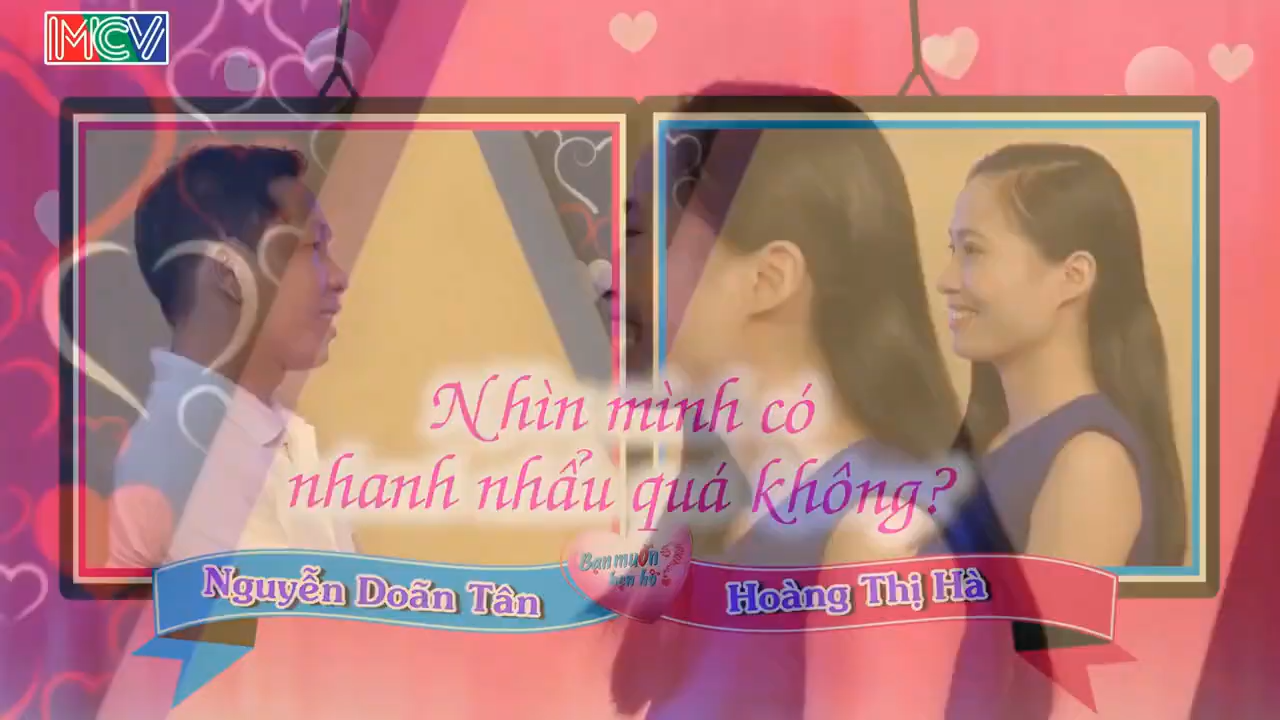 MCV
Nhìn mình có
nhanh nhẩu quá không?
Bạn muốn
hẹn hò
Nguyễn Doãn Tân
Hoàng Thị Hà